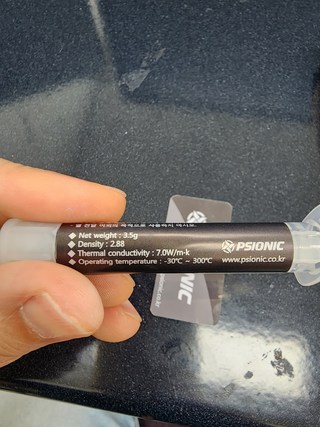 ◆ Net weight : 3.5g
◆ Density : 2.88
◆ Thermal conductivity : 7.0W/m-k
◆ Operating temperature : -30℃ ~ 300℃
PSIONIC
www.psionic.co.kr
NIC